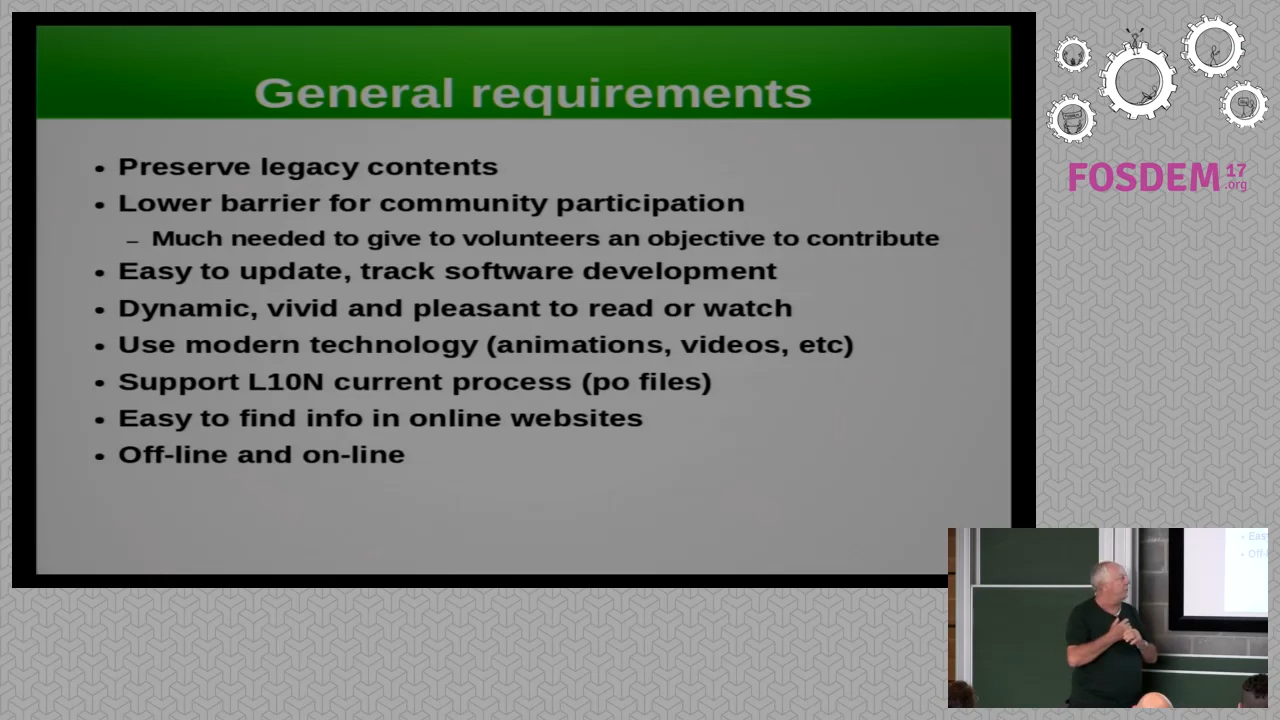 General requirements
• Preserve legacy contents
• Lower barrier for community participation
– Much needed to give to volunteers an objective to contribute
• Easy to update, track software development
• Dynamic, vivid and pleasant to read or watch
• Use modern technology (animations, videos, etc)
• Support L10N current process (po files)
• Easy to find info in online websites
• Off-line and on-line
FOSDEM 17
.org